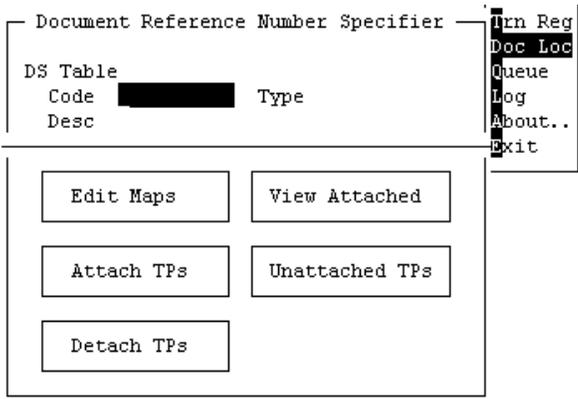 Document Reference Number Specifier
DS Table
Code Type
Desc
Trn Reg
Doc Loc
Queue
Log
About..
Exit
Edit Maps View Attached
Attach TPs Unattached TPs
Detach TPs